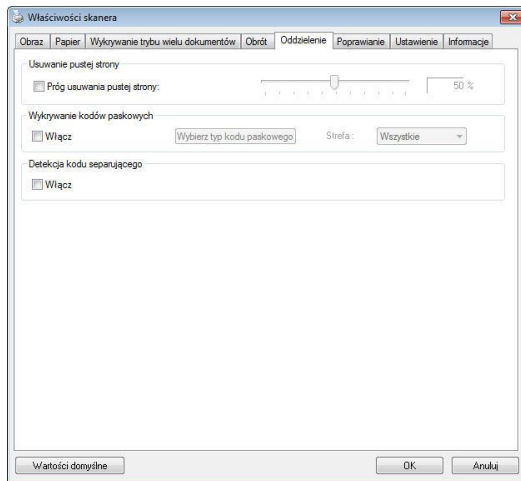 Właściwości skanera
Obraz Papier Wykrywanie trybu wielu dokumentów Obrót Oddzielenie Poprawianie Ustawienie Informacje
Usuwanie pustej strony
Próg usuwania pustej strony: 50 %
Wykrywanie kodów paskowych
Włącz Wybierz typ kodu paskowego Strefa: Wszystkie
Detekcja kodu separującego
Włącz
Wartości domyślne OK Anuluj